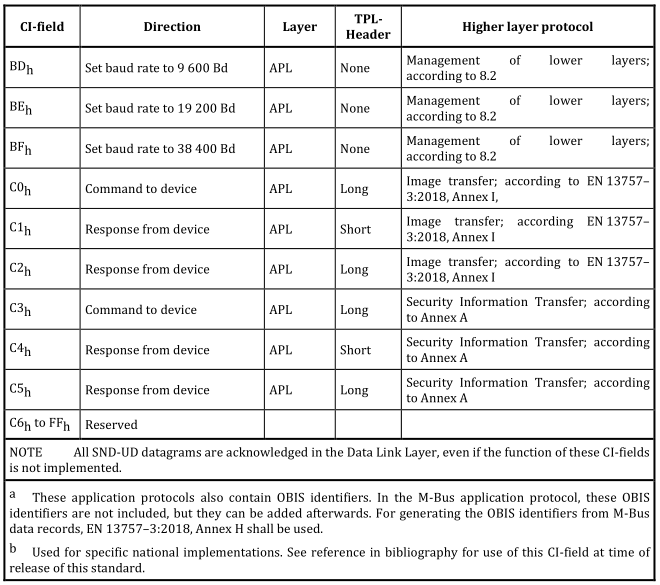 CI-field Direction Layer TPL- Header Higher layer protocol
BDh Set baud rate to 9 600 Bd APL None Management of lower layers;
according to 8.2
BEh Set baud rate to 19 200 Bd APL None Management of lower layers;
according to 8.2
BFh Set baud rate to 38 400 Bd APL None Management of lower layers;
according to 8.2
C0h Command to device APL Long Image transfer; according to EN 13757–
3:2018, Annex I,
C1h Response from device APL Short Image transfer; according EN 13757–
3:2018, Annex I
C2h Response from device APL Long Image transfer; according to EN 13757–
3:2018, Annex I
C3h Command to device APL Long Security Information Transfer; according
to Annex A
C4h Response from device APL Short Security Information Transfer; according
to Annex A
C5h Response from device APL Long Security Information Transfer; according
to Annex A
C6h to FFh Reserved
NOTE All SND-UD datagrams are acknowledged in the Data Link Layer, even if the function of these CI-fields
is not implemented.
a These application protocols also contain OBIS identifiers. In the M-Bus application protocol, these OBIS
identifiers are not included, but they can be added afterwards. For generating the OBIS identifiers from M-Bus
data records, EN 13757–3:2018, Annex H shall be used.
b Used for specific national implementations. See reference in bibliography for use of this CI-field at time of
release of this standard.